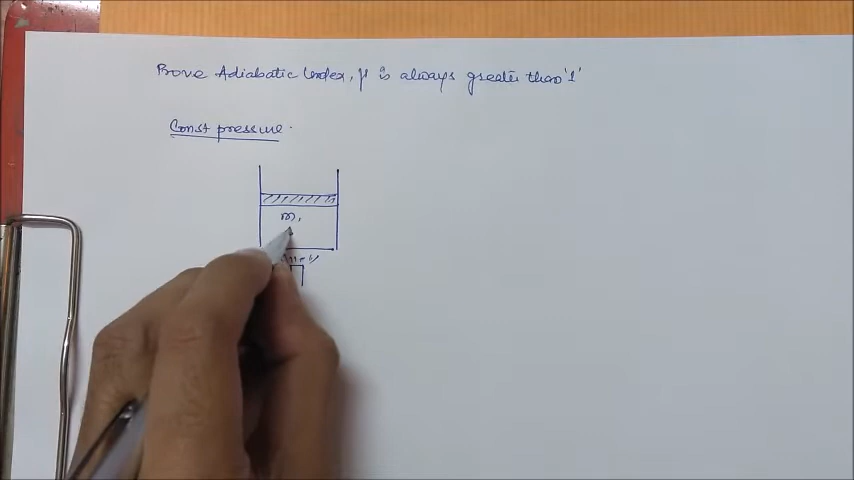 Prove Adiabatic Index, γ is always greater than '1'
Const pressure.
m,